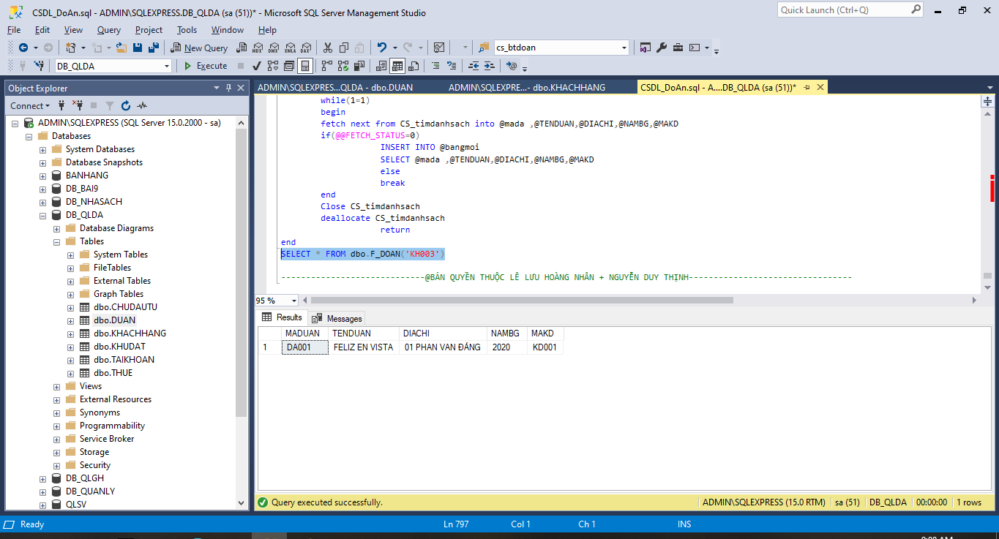 CSDL_DoAn.sql - ADMIN\SQLEXPRESS.DB_QLDA (sa (51))* - Microsoft SQL Server Management Studio
Quick Launch (Ctrl+Q)
File Edit View Query Project Tools Window Help
New Query MDX DMX XMLA DAX cs_btdoan
DB_QLDA Execute
Object Explorer
Connect
ADMIN\SQLEXPRESS (SQL Server 15.0.2000 - sa)
Databases
System Databases
Database Snapshots
BANHANG
DB_BAI9
DB_NHASACH
DB_QLDA
Database Diagrams
Tables
System Tables
FileTables
External Tables
Graph Tables
dbo.CHUDAUTU
dbo.DUAN
dbo.KHACHHANG
dbo.KHUDAT
dbo.TAIKHOAN
dbo.THUE
Views
External Resources
Synonyms
Programmability
Service Broker
Storage
Security
DB_QLGH
DB_QUANLY
QLSV
ADMIN\SQLEXPRES...QLDA - dbo.DUAN ADMIN\SQLEXPRE...- dbo.KHACHHANG CSDL_DoAn.sql - A....DB_QLDA (sa (51))*
while(1=1)
begin
fetch next from CS_timdanhsach into @mada ,@TENDUAN,@DIACHI,@NAMBG,@MAKD
if(@@FETCH_STATUS=0)
INSERT INTO @bangmoi
SELECT @mada ,@TENDUAN,@DIACHI,@NAMBG,@MAKD
else
break
end
Close CS_timdanhsach
deallocate CS_timdanhsach
return
end
SELECT * FROM dbo.F_DOAN('KH003')
-----------------------------@BẢN QUYỀN THUỘC LÊ LƯU HOÀNG NHÂN + NGUYỄN DUY THỊNH---------------------------------
95 %
Results Messages
MADUAN TENDUAN DIACHI NAMBG MAKD
1 DA001 FELIZ EN VISTA 01 PHAN VAN ĐÁNG 2020 KD001
Query executed successfully. ADMIN\SQLEXPRESS (15.0 RTM) sa (51) DB_QLDA 00:00:00 1 rows
Ready Ln 797 Col 1 Ch 1 INS